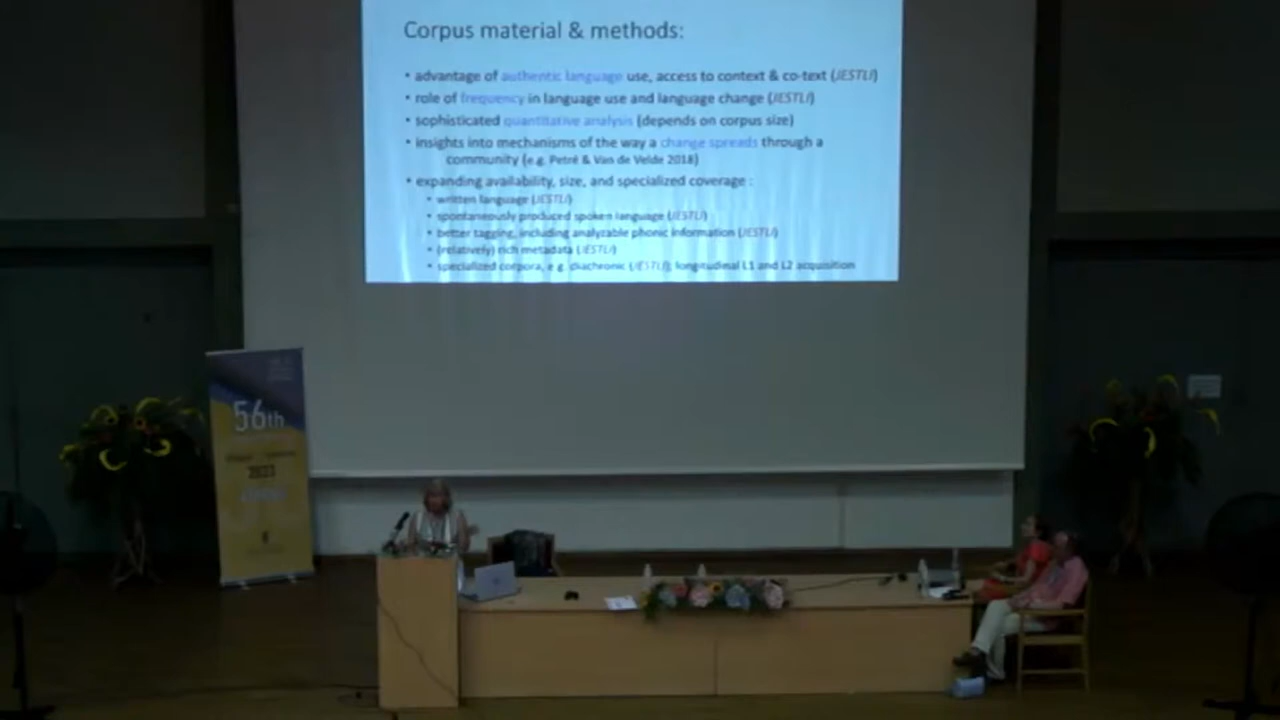 Corpus material & methods:
• advantage of authentic language use, access to context & co-text (JESTLI)
• role of frequency in language use and language change (JESTLI)
• sophisticated quantitative analysis (depends on corpus size)
• insights into mechanisms of the way a change spreads through a
community (e.g. Petré & Van de Velde 2018)
• expanding availability, size, and specialized coverage :
• written language (JESTLI)
• spontaneously produced spoken language (JESTLI)
• better tagging, including analyzable phonic information (JESTLI)
• (relatively) rich metadata (JESTLI)
• specialized corpora, e.g. diachronic (JESTLI); longitudinal L1 and L2 acquisition
56th